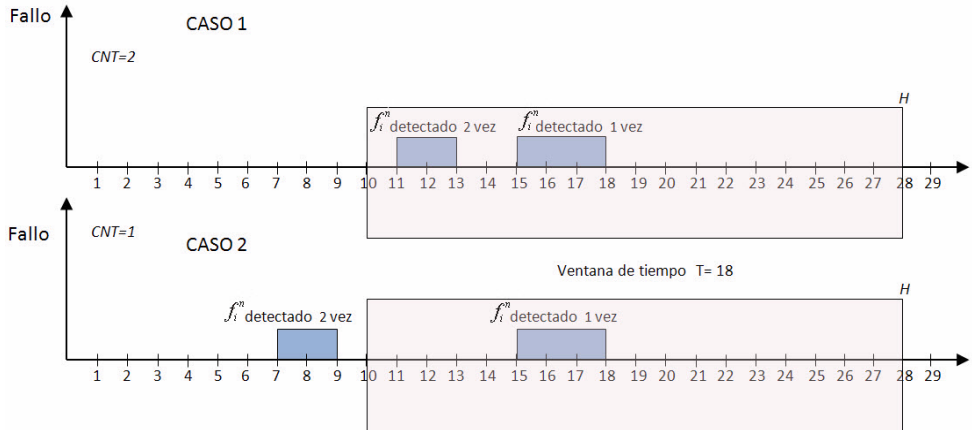 Fallo
CASO 1
CNT=2
H
f_i^n detectado 2 vez
f_i^n detectado 1 vez
1 2 3 4 5 6 7 8 9 10 11 12 13 14 15 16 17 18 19 20 21 22 23 24 25 26 27 28 29
Fallo
CNT=1
CASO 2
Ventana de tiempo T= 18
H
f_i^n detectado 2 vez
f_i^n detectado 1 vez
1 2 3 4 5 6 7 8 9 10 11 12 13 14 15 16 17 18 19 20 21 22 23 24 25 26 27 28 29